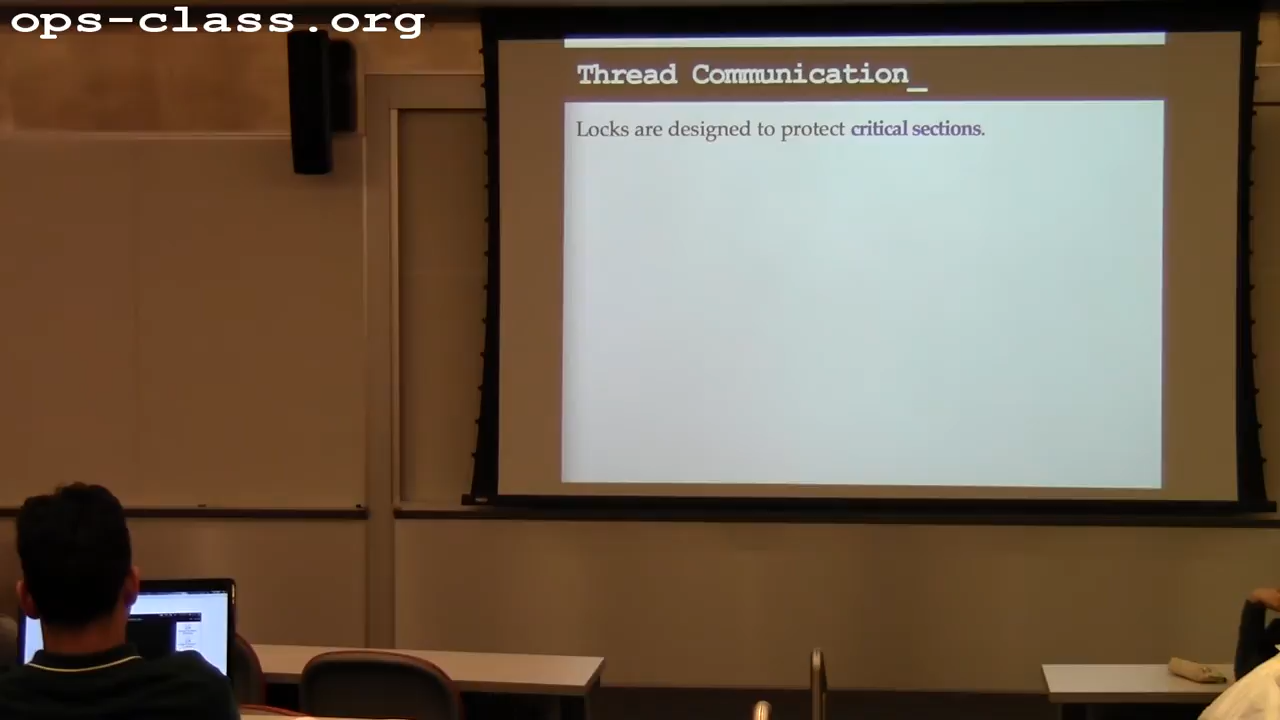 ops-class.org
Thread Communication_
Locks are designed to protect critical sections.